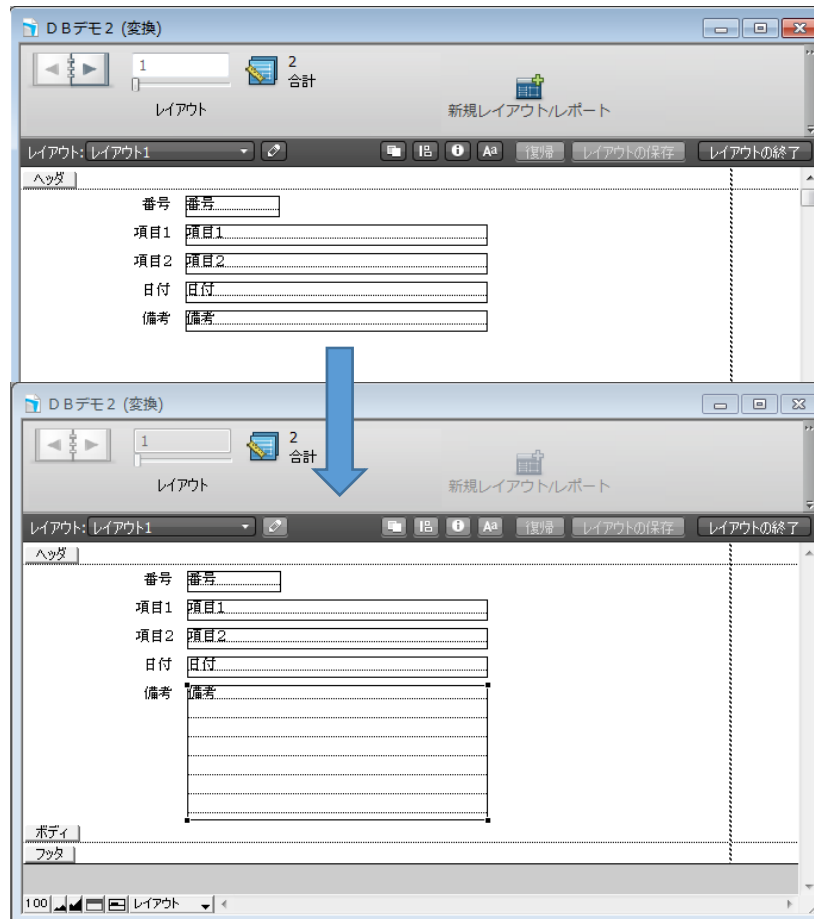 DBデモ2 (変換)
1
2
合計
レイアウト
新規レイアウト/レポート
レイアウト: レイアウト1
Aa
復帰
レイアウトの保存
レイアウトの終了
ヘッダ
番号 番号
項目1 項目1
項目2 項目2
日付 日付
備考 備考
DBデモ2 (変換)
1
2
合計
レイアウト
新規レイアウト/レポート
レイアウト: レイアウト1
Aa
復帰
レイアウトの保存
レイアウトの終了
ヘッダ
番号 番号
項目1 項目1
項目2 項目2
日付 日付
備考 備考
ボディ
フッタ
100
レイアウト